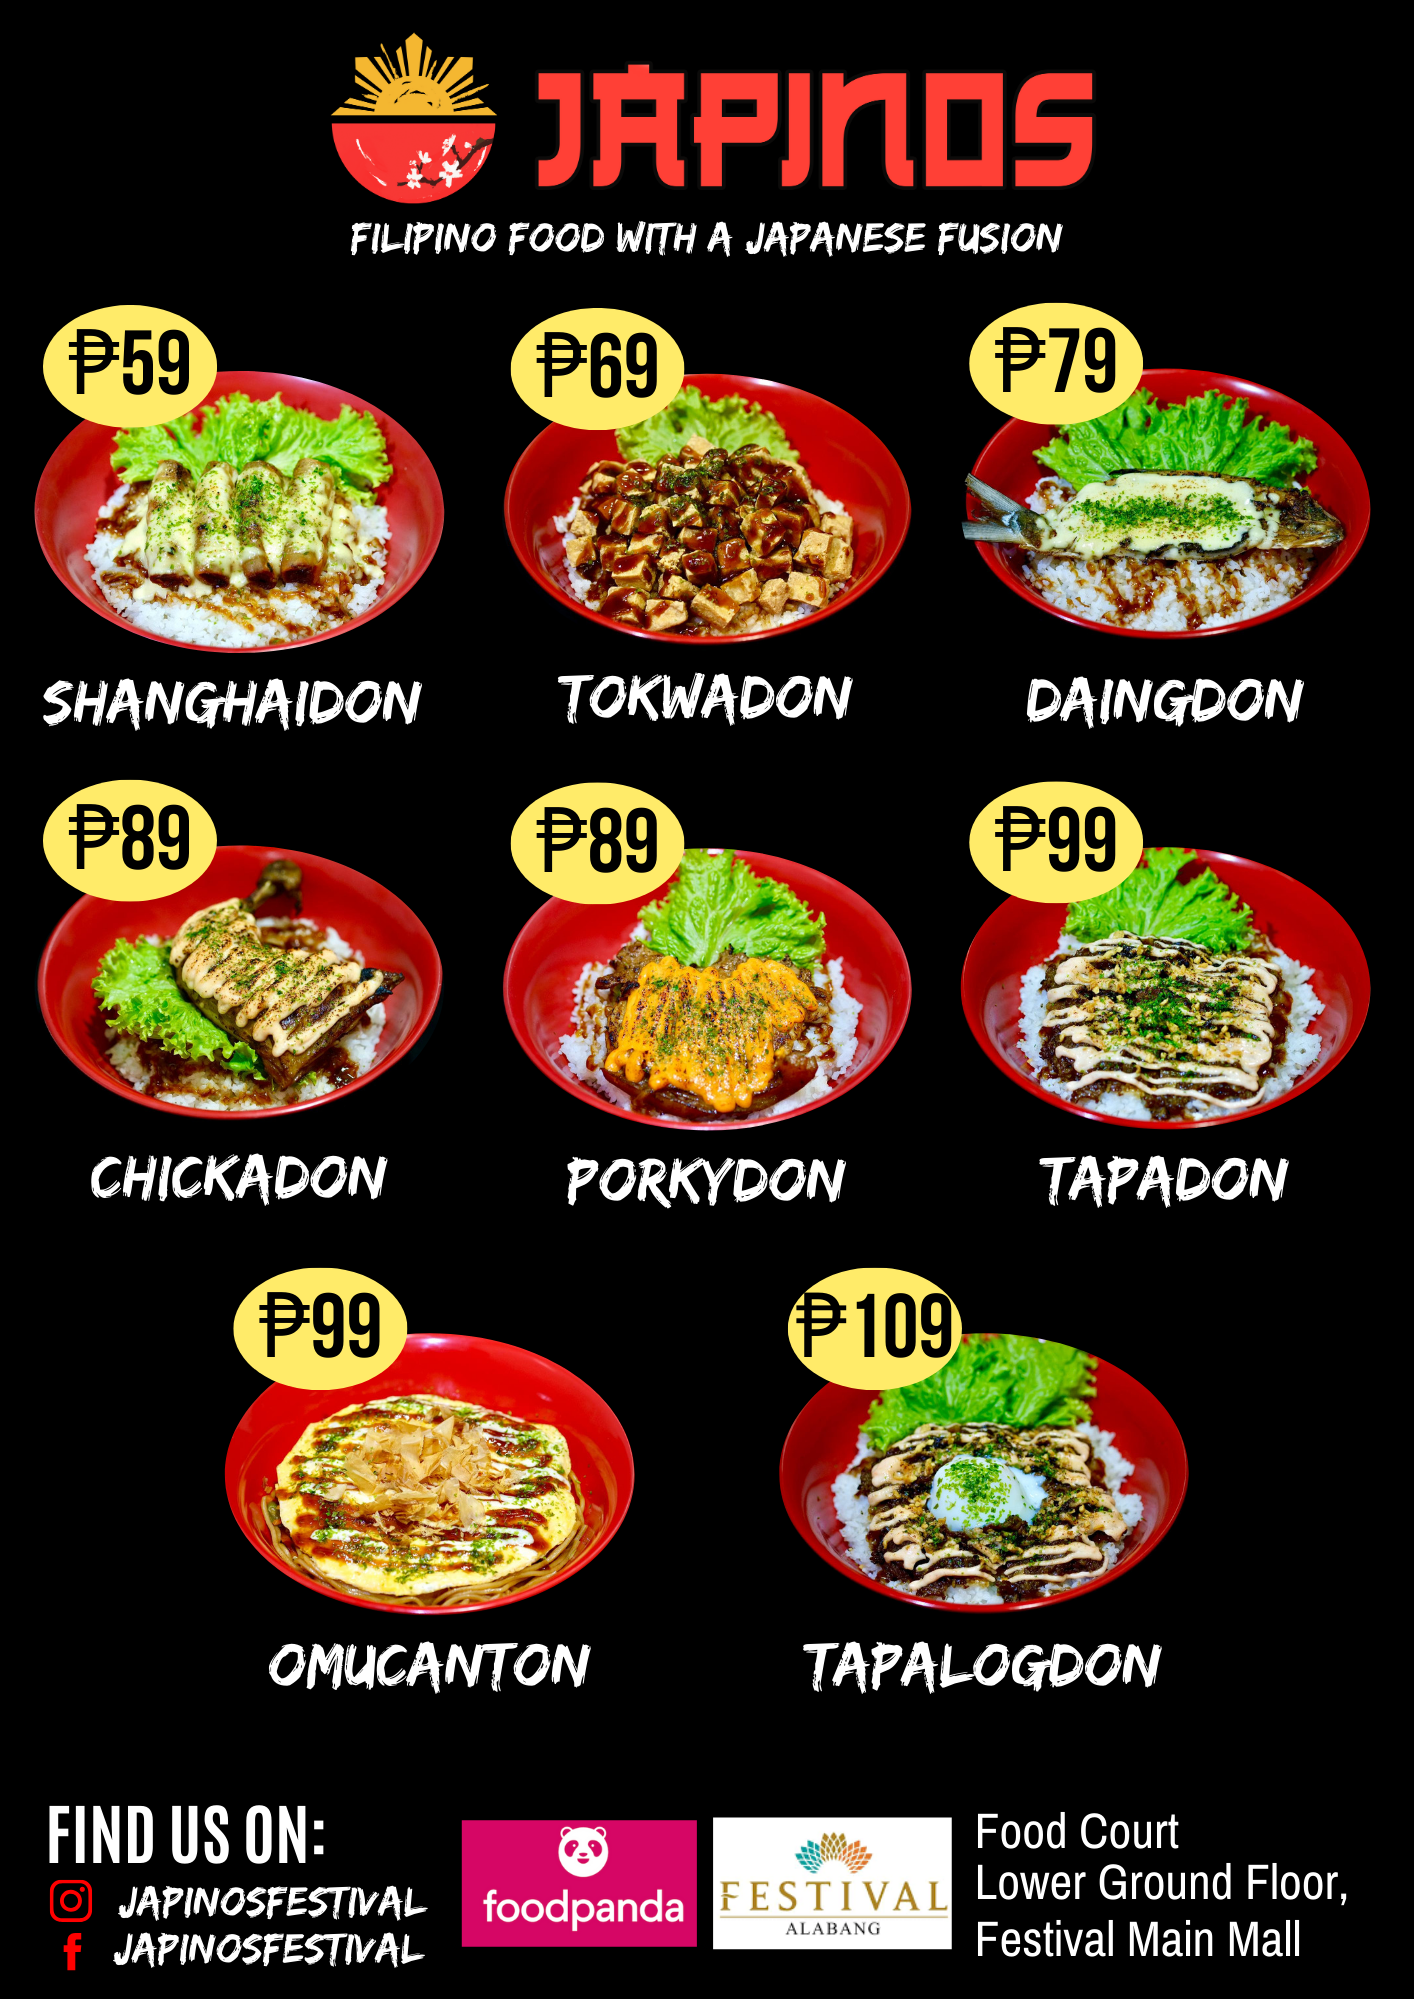 JAPINOS
FILIPINO FOOD WITH A JAPANESE FUSION
₱59
₱69
₱79
SHANGHAIDON
TOKWADON
DAINGDON
₱89
₱89
₱99
CHICKADON
PORKYDON
TAPADON
₱99
₱109
OMUCANTON
TAPALOGDON
FIND US ON:
JAPINOSFESTIVAL
JAPINOSFESTIVAL
foodpanda
FESTIVAL
ALABANG
Food Court
Lower Ground Floor,
Festival Main Mall